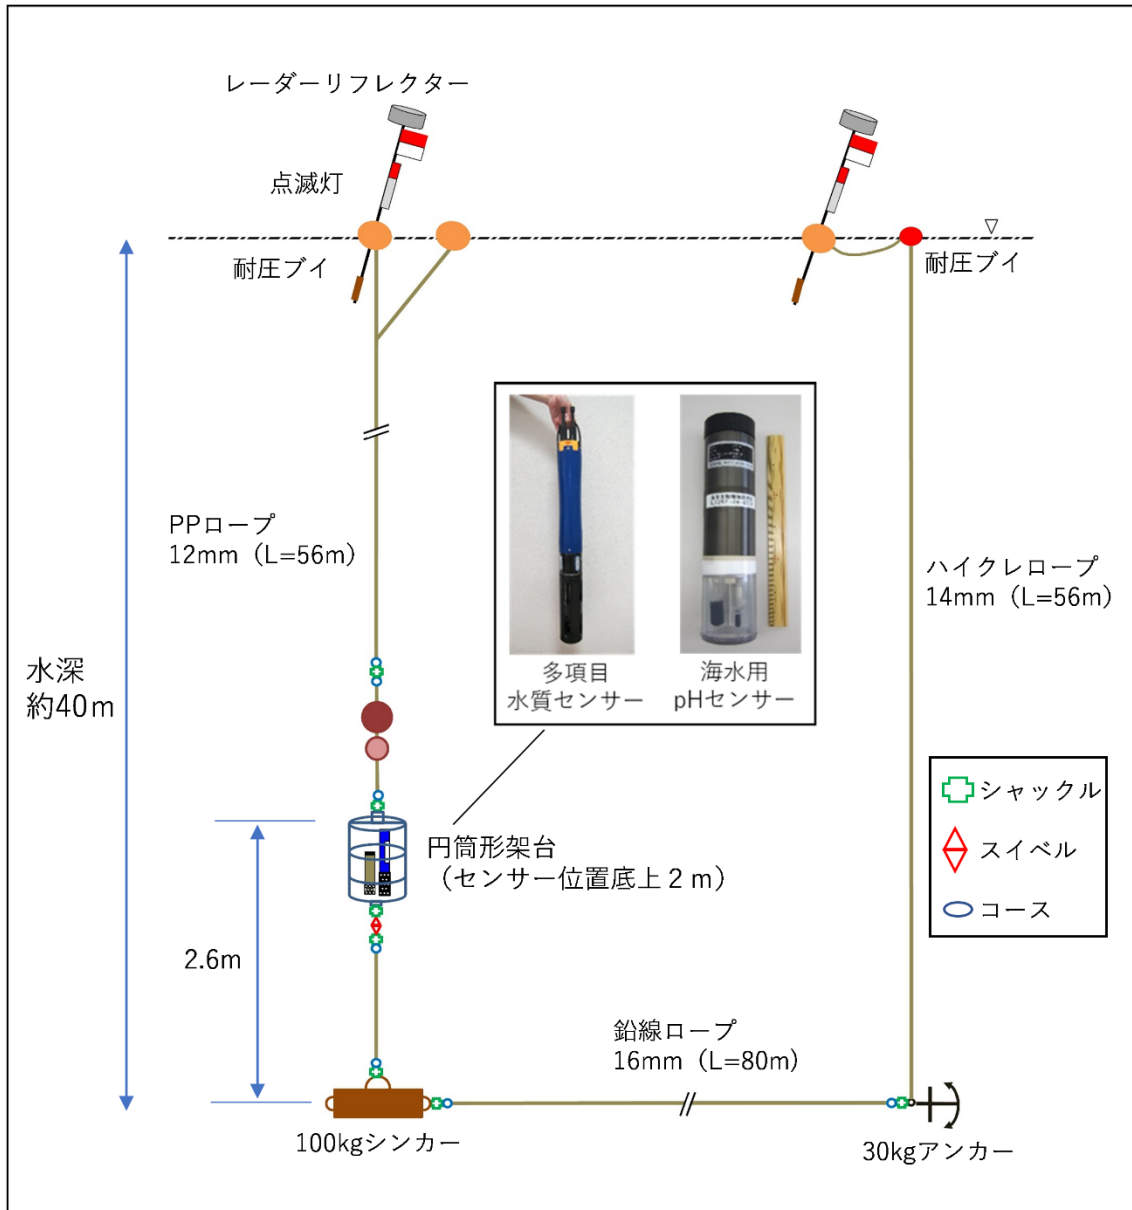 レーダーリフレクター
点滅灯
耐圧ブイ
耐圧ブイ
PPロープ
12mm（L=56m）
ハイクレロープ
14mm（L=56m）
水深
約40ｍ
多項目
水質センサー
海水用
pHセンサー
シャックル
スイベル
コース
円筒形架台
（センサー位置底上２ｍ）
2.6m
鉛線ロープ
16mm（L=80m）
100kgシンカー
30kgアンカー